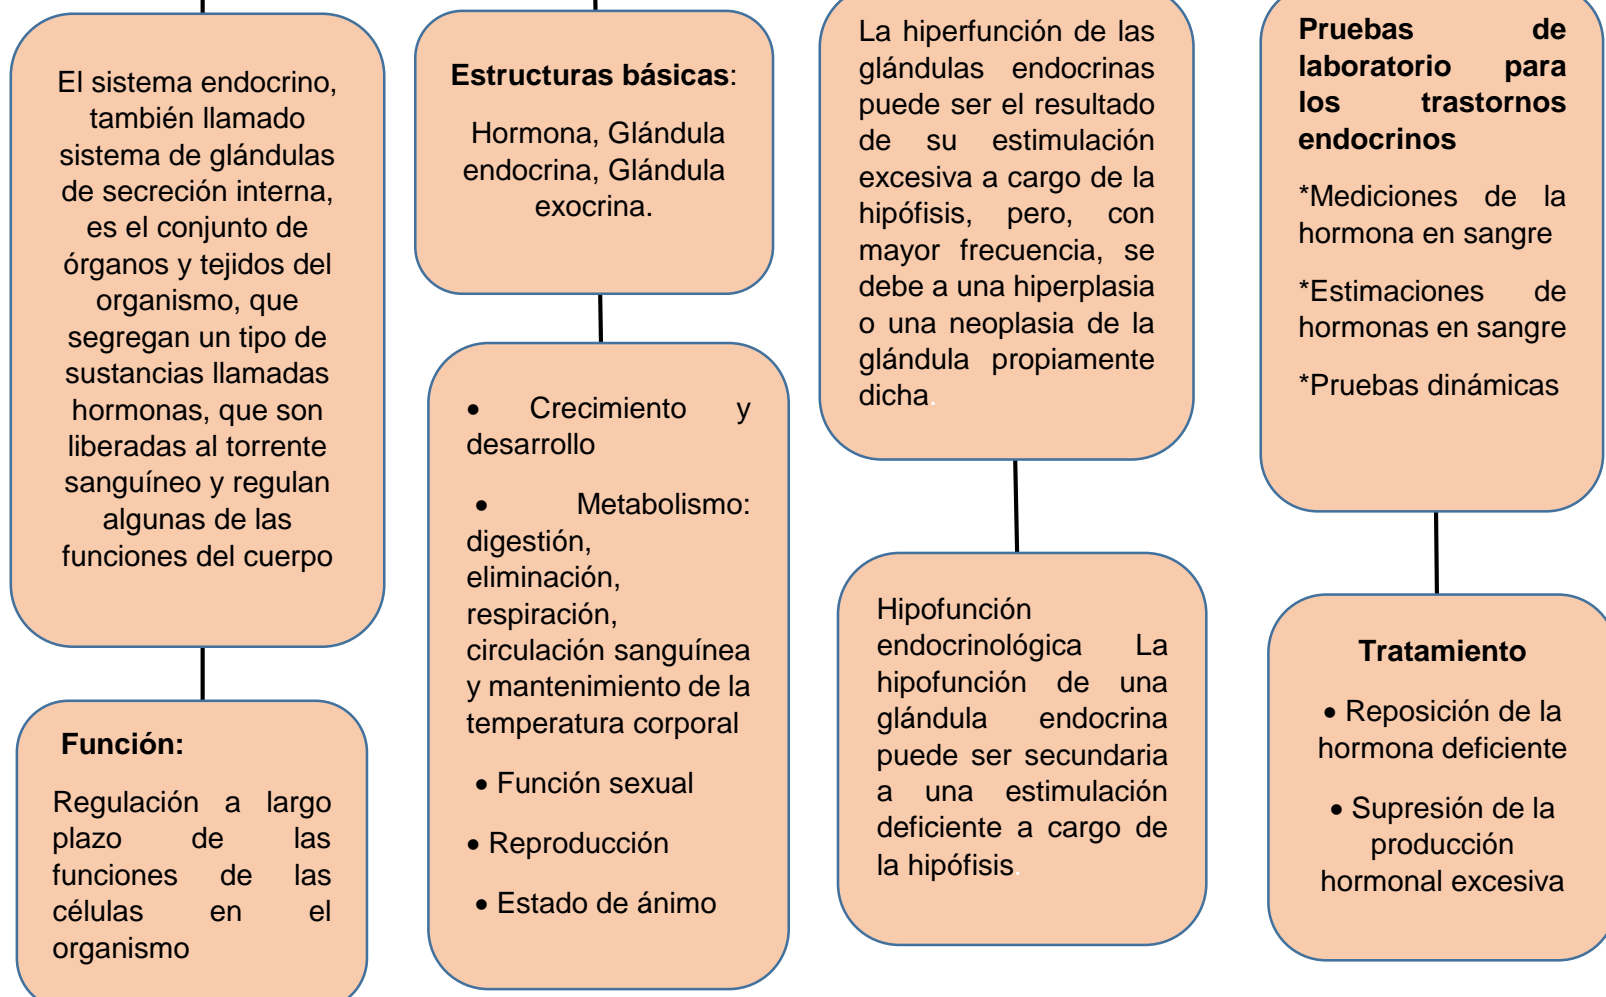 El sistema endocrino,
también llamado
sistema de glándulas
de secreción interna,
es el conjunto de
órganos y tejidos del
organismo, que
segregan un tipo de
sustancias llamadas
hormonas, que son
liberadas al torrente
sanguíneo y regulan
algunas de las
funciones del cuerpo
Función:
Regulación a largo
plazo de las
funciones de las
células en el
organismo
Estructuras básicas:
Hormona, Glándula
endocrina, Glándula
exocrina.
• Crecimiento y
desarrollo
• Metabolismo:
digestión,
eliminación,
respiración,
circulación sanguínea
y mantenimiento de la
temperatura corporal
• Función sexual
• Reproducción
• Estado de ánimo
La hiperfunción de las
glándulas endocrinas
puede ser el resultado
de su estimulación
excesiva a cargo de la
hipófisis, pero, con
mayor frecuencia, se
debe a una hiperplasia
o una neoplasia de la
glándula propiamente
dicha.
Hipofunción
endocrinológica La
hipofunción de una
glándula endocrina
puede ser secundaria
a una estimulación
deficiente a cargo de
la hipófisis.
Pruebas de
laboratorio para
los trastornos
endocrinos
*Mediciones de la
hormona en sangre
*Estimaciones de
hormonas en sangre
*Pruebas dinámicas
Tratamiento
• Reposición de la
hormona deficiente
• Supresión de la
producción
hormonal excesiva